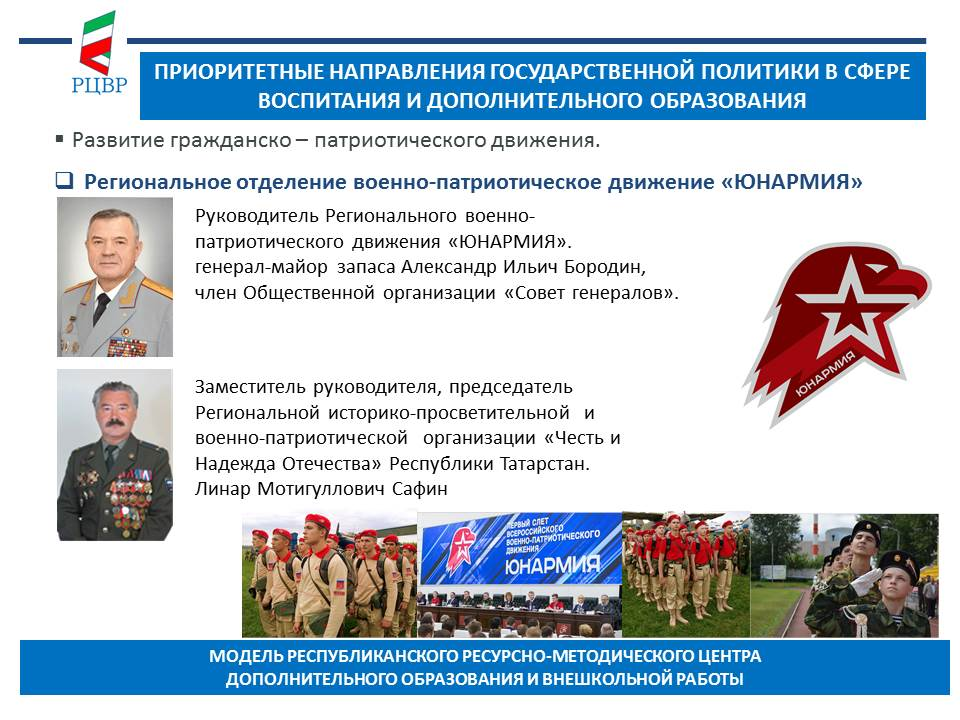 РЦВР
ПРИОРИТЕТНЫЕ НАПРАВЛЕНИЯ ГОСУДАРСТВЕННОЙ ПОЛИТИКИ В СФЕРЕ
ВОСПИТАНИЯ И ДОПОЛНИТЕЛЬНОГО ОБРАЗОВАНИЯ
Развитие гражданско – патриотического движения.
Региональное отделение военно-патриотическое движение «ЮНАРМИЯ»
Руководитель Регионального военно-
патриотического движения «ЮНАРМИЯ».
генерал-майор запаса Александр Ильич Бородин,
член Общественной организации «Совет генералов».
ЮНАРМИЯ
Заместитель руководителя, председатель
Региональной историко-просветительной и
военно-патриотической организации «Честь и
Надежда Отечества» Республики Татарстан.
Линар Мотигуллович Сафин
ПЕРВЫЙ СЛЕТ
ВСЕРОССИЙСКОГО
ВОЕННО-ПАТРИОТИЧЕСКОГО
ДВИЖЕНИЯ
ЮНАРМИЯ
МОДЕЛЬ РЕСПУБЛИКАНСКОГО РЕСУРСНО-МЕТОДИЧЕСКОГО ЦЕНТРА
ДОПОЛНИТЕЛЬНОГО ОБРАЗОВАНИЯ И ВНЕШКОЛЬНОЙ РАБОТЫ